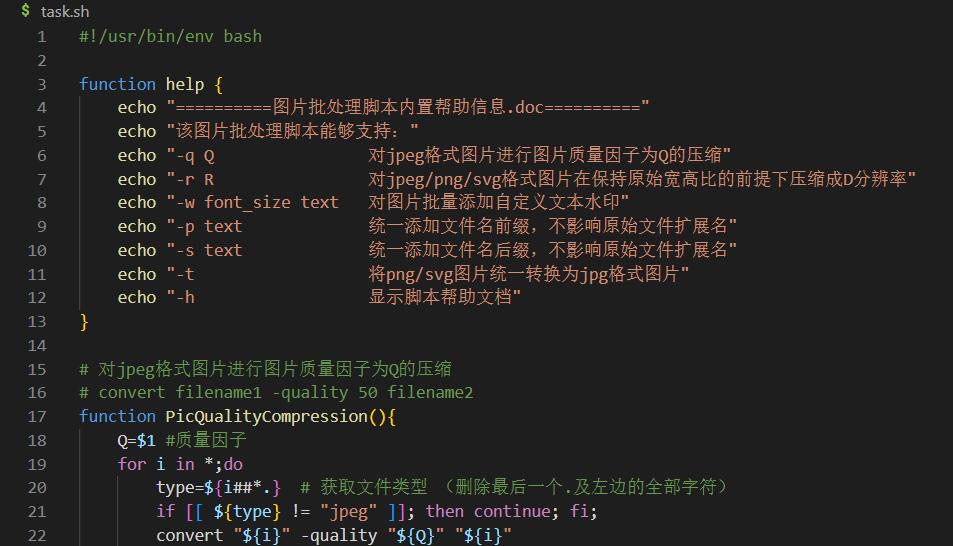 $ task.sh
1 #!/usr/bin/env bash
2
3 function help {
4     echo "==========图片批处理脚本内置帮助信息.doc=========="
5     echo "该图片批处理脚本能够支持："
6     echo "-q Q                对jpeg格式图片进行图片质量因子为Q的压缩"
7     echo "-r R                对jpeg/png/svg格式图片在保持原始宽高比的前提下压缩成D分辨率"
8     echo "-w font_size text   对图片批量添加自定义文本水印"
9     echo "-p text             统一添加文件名前缀，不影响原始文件扩展名"
10     echo "-s text             统一添加文件名后缀，不影响原始文件扩展名"
11     echo "-t                  将png/svg图片统一转换为jpg格式图片"
12     echo "-h                  显示脚本帮助文档"
13 }
14
15 # 对jpeg格式图片进行图片质量因子为Q的压缩
16 # convert filename1 -quality 50 filename2
17 function PicQualityCompression(){
18     Q=$1 #质量因子
19     for i in *;do
20         type=${i##*.}  # 获取文件类型 （删除最后一个.及左边的全部字符）
21         if [[ ${type} != "jpeg" ]]; then continue; fi;
22         convert "${i}" -quality "${Q}" "${i}"